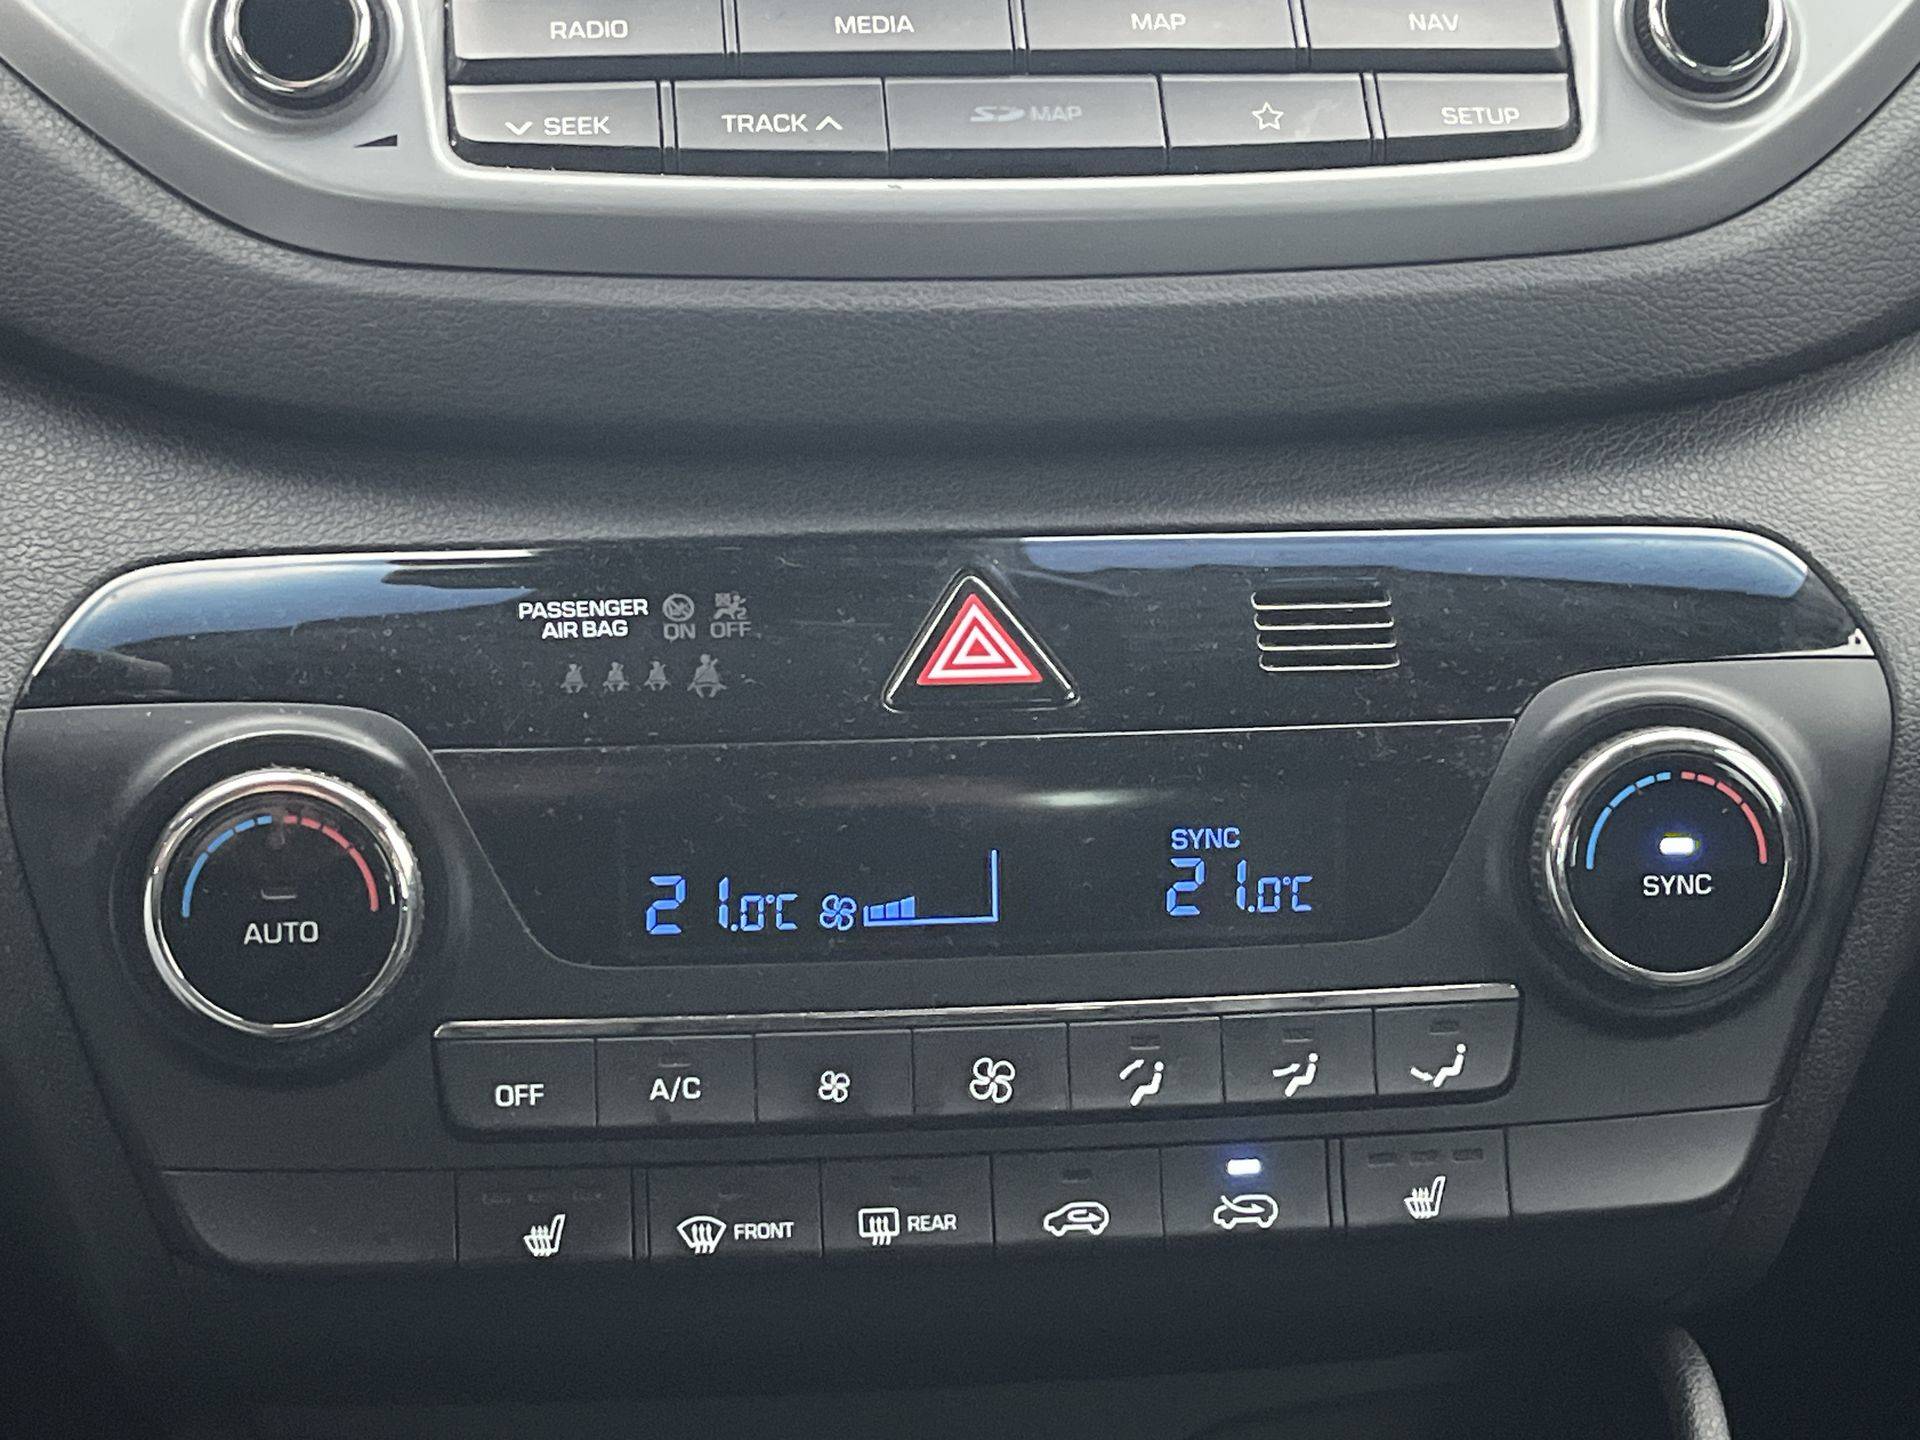 RADIO
MEDIA
MAP
NAV
SEEK
TRACK
SD MAP
SETUP
PASSENGER
AIR BAG
ON
OFF
SYNC
21.0°C
21.0°C
AUTO
SYNC
OFF
A/C
FRONT
REAR